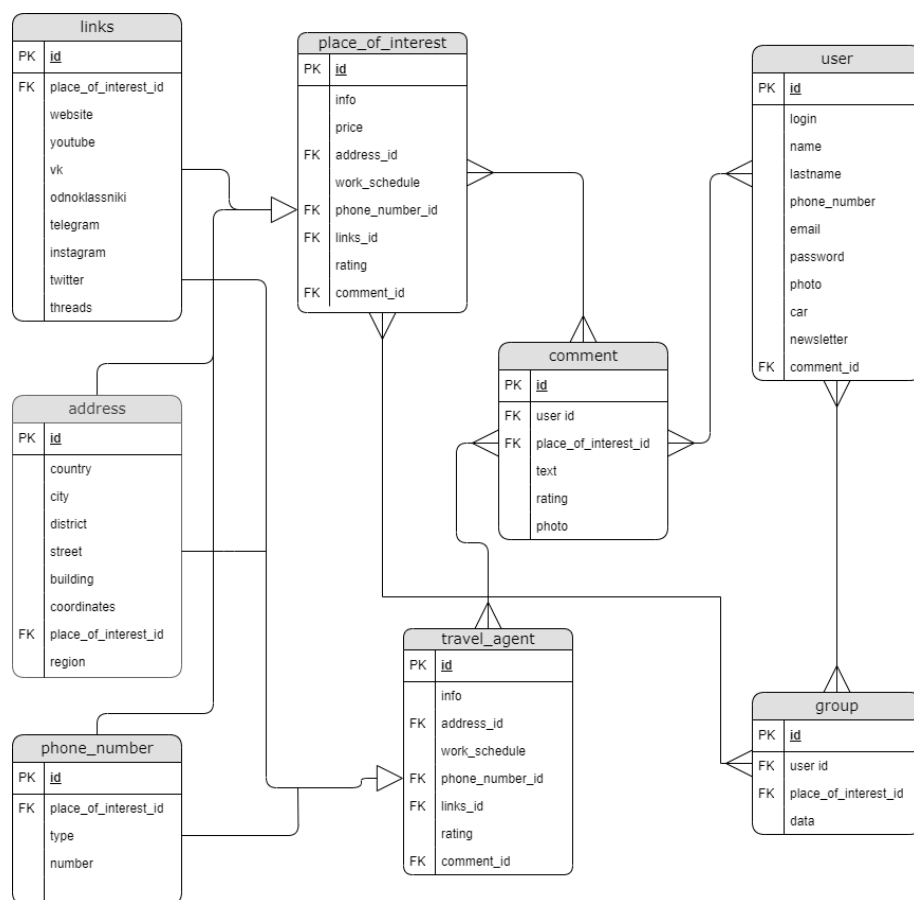 links
PK id
FK place_of_interest_id
website
youtube
vk
odnoklassniki
telegram
instagram
twitter
threads
place_of_interest
PK id
info
price
FK address_id
work_schedule
FK phone_number_id
FK links_id
rating
FK comment_id
user
PK id
login
name
lastname
phone_number
email
password
photo
car
newsletter
FK comment_id
comment
PK id
FK user id
FK place_of_interest_id
text
rating
photo
address
PK id
country
city
district
street
building
coordinates
FK place_of_interest_id
region
travel_agent
PK id
info
FK address_id
work_schedule
FK phone_number_id
FK links_id
rating
FK comment_id
group
PK id
FK user id
FK place_of_interest_id
data
phone_number
PK id
FK place_of_interest_id
type
number